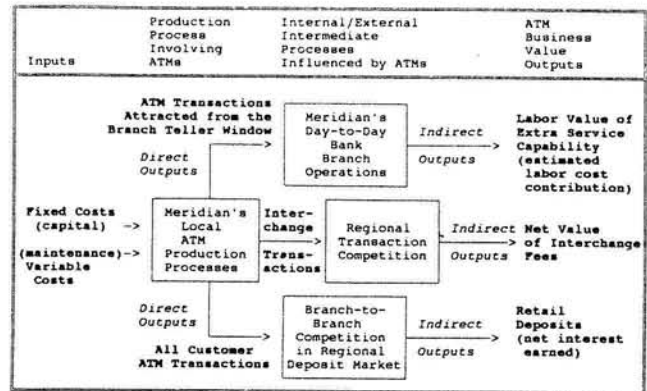 Production Internal/External ATM
Process Intermediate Business
Involving Processes Value
Inputs ATMs Influenced by ATMs Outputs
ATM Transactions
Attracted from the
Branch Teller Window
Direct
Outputs
Meridian's
Day-to-Day
Bank
Branch
Operations
Indirect
Outputs
Labor Value of
Extra Service
Capability
(estimated
labor cost
contribution)
Fixed Costs
(capital)
(maintenance)
Variable
Costs
Meridian's
Local
ATM
Production
Processes
Inter-
change
Trans-
actions
Regional
Transaction
Competition
Indirect
Outputs
Net Value
of Interchange
Fees
Direct
Outputs
All Customer
ATM Transactions
Branch-to-
Branch
Competition
in Regional
Deposit Market
Indirect
Outputs
Retail
Deposits
(net interest
earned)